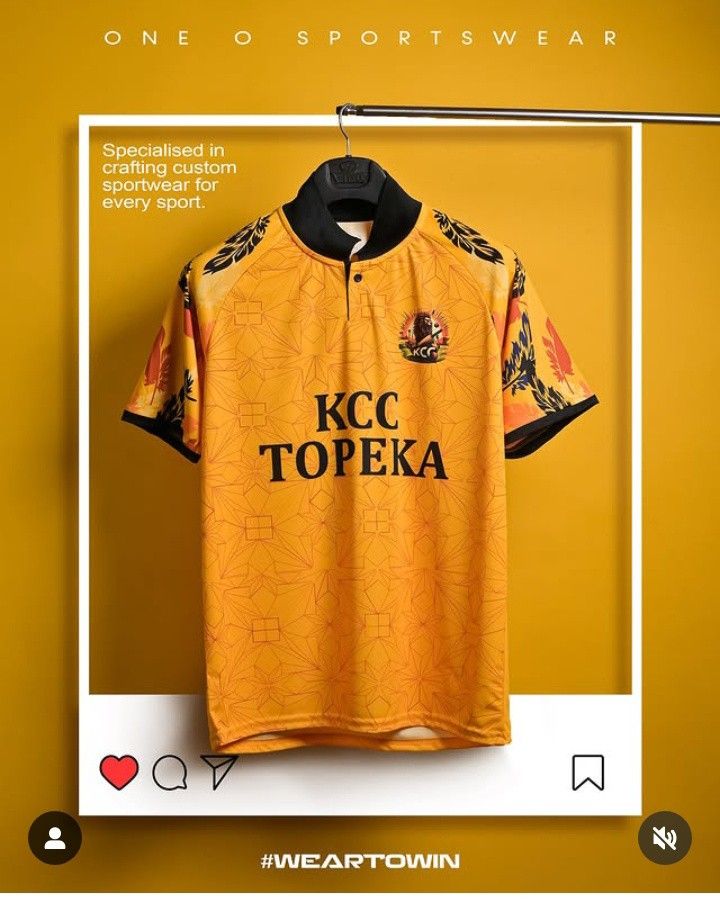 ONE O SPORTSWEAR
Specialised in
crafting custom
sportwear for
every sport.
KCC
KCC
TOPEKA
#WEARTOWIN